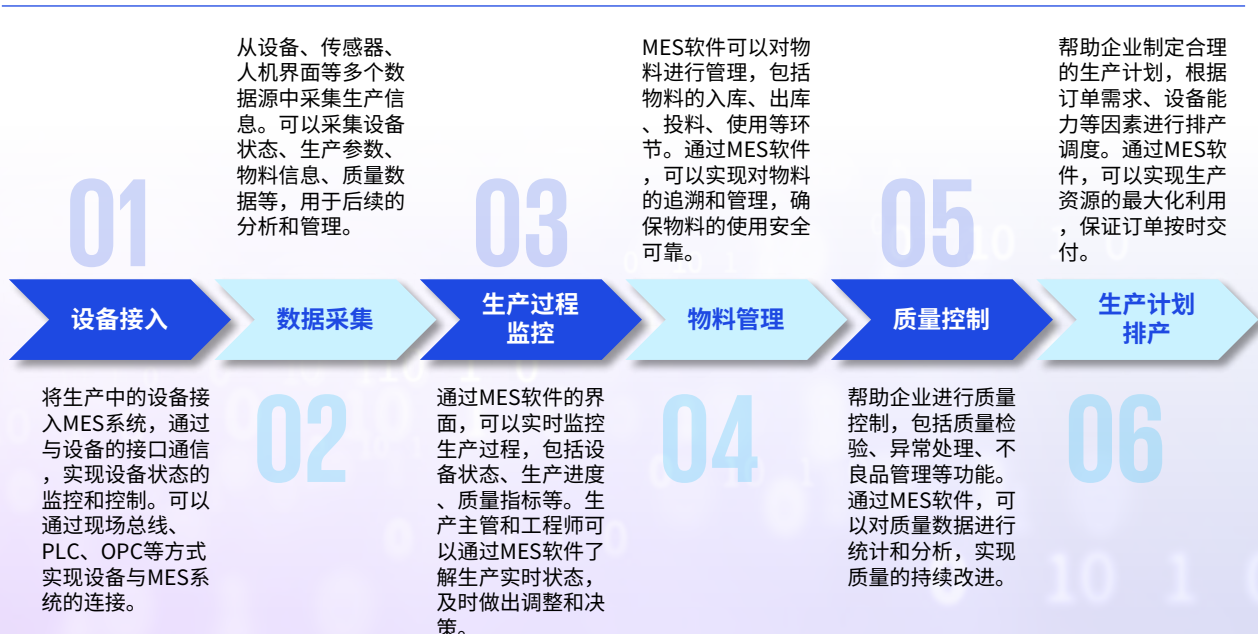 01
设备接入
将生产中的设备接
入MES系统，通过
与设备的接口通信
，实现设备状态的
监控和控制。可以
通过现场总线、
PLC、OPC等方式
实现设备与MES系
统的连接。
从设备、传感器、
人机界面等多个数
据源中采集生产信
息。可以采集设备
状态、生产参数、
物料信息、质量数
据等，用于后续的
分析和管理。
数据采集
02
03
生产过程
监控
通过MES软件的界
面，可以实时监控
生产过程，包括设
备状态、生产进度
、质量指标等。生
产主管和工程师可
以通过MES软件了
解生产实时状态，
及时做出调整和决
策。
MES软件可以对物
料进行管理，包括
物料的入库、出库
、投料、使用等环
节。通过MES软件
，可以实现对物料
的追溯和管理，确
保物料的使用安全
可靠。
物料管理
04
05
质量控制
帮助企业进行质量
控制，包括质量检
验、异常处理、不
良品管理等功能。
通过MES软件，可
以对质量数据进行
统计和分析，实现
质量的持续改进。
帮助企业制定合理
的生产计划，根据
订单需求、设备能
力等因素进行排产
调度。通过MES软
件，可以实现生产
资源的最大化利用
，保证订单按时交
付。
生产计划
排产
06